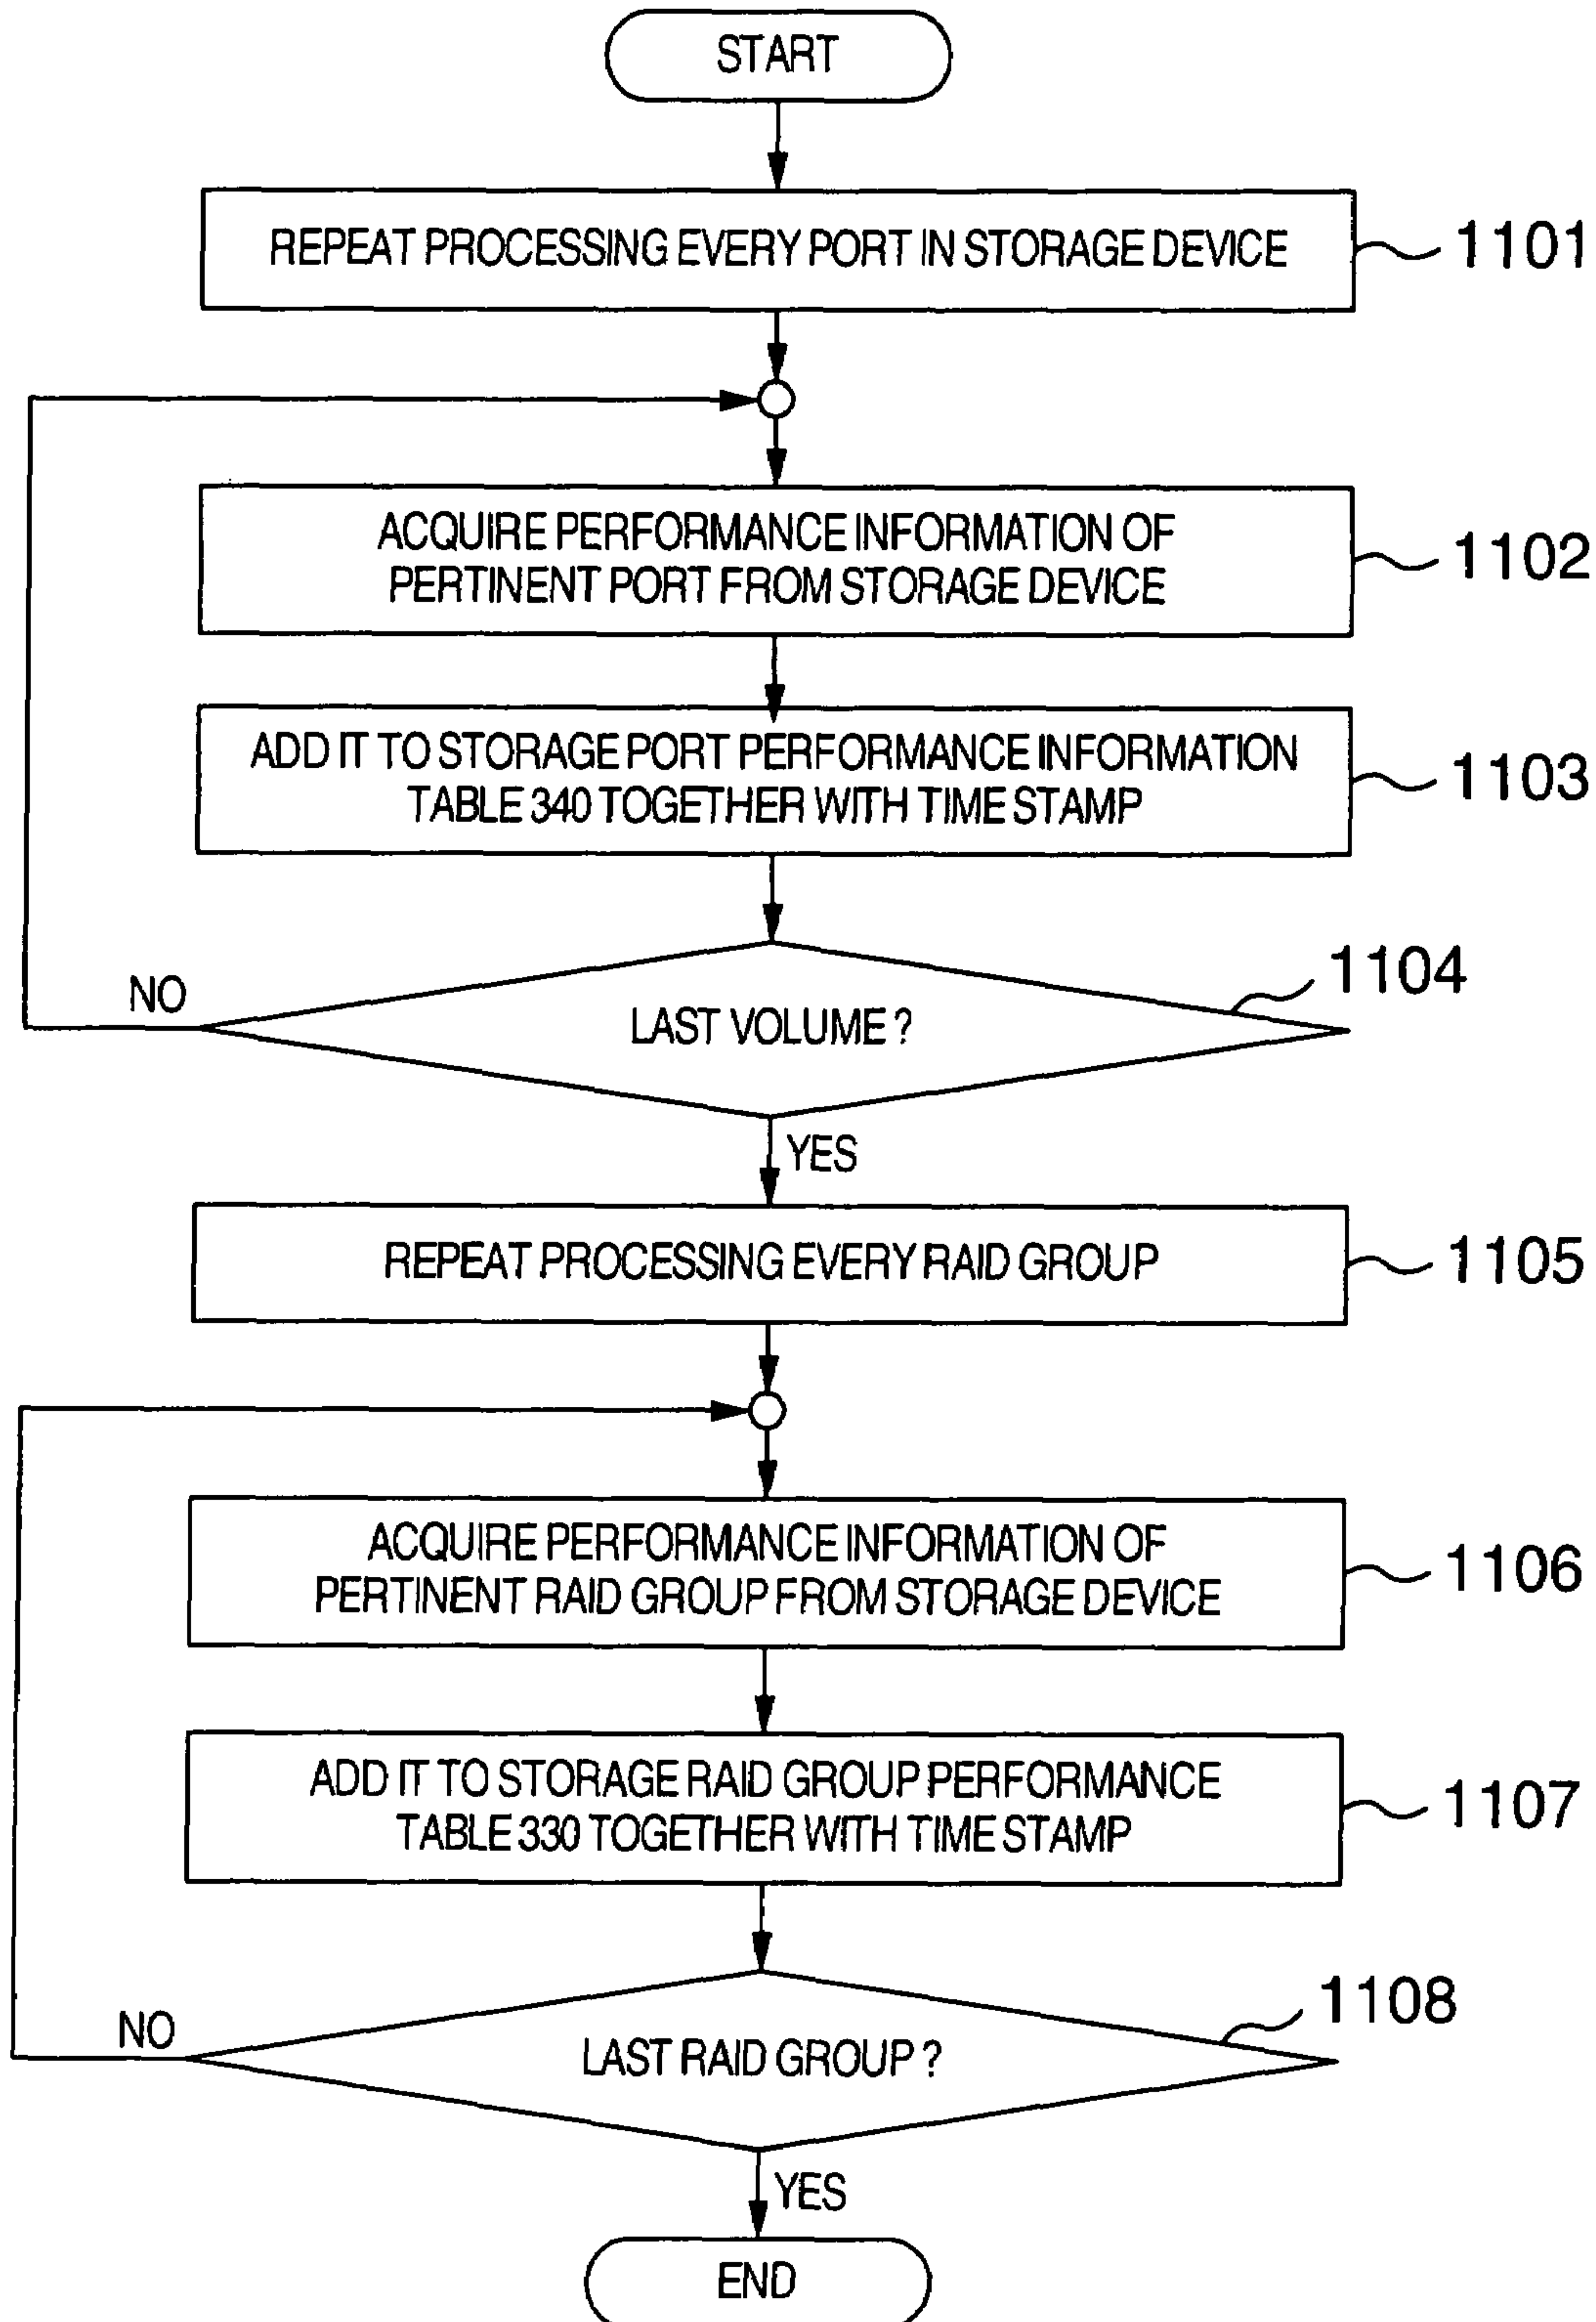 START
REPEAT PROCESSING EVERY PORT IN STORAGE DEVICE
1101
ACQUIRE PERFORMANCE INFORMATION OF
PERTINENT PORT FROM STORAGE DEVICE
1102
ADD IT TO STORAGE PORT PERFORMANCE INFORMATION
TABLE 340 TOGETHER WITH TIME STAMP
1103
1104
NO
LAST VOLUME ?
YES
REPEAT PROCESSING EVERY RAID GROUP
1105
ACQUIRE PERFORMANCE INFORMATION OF
PERTINENT RAID GROUP FROM STORAGE DEVICE
1106
ADD IT TO STORAGE RAID GROUP PERFORMANCE
TABLE 330 TOGETHER WITH TIME STAMP
1107
1108
NO
LAST RAID GROUP ?
YES
END